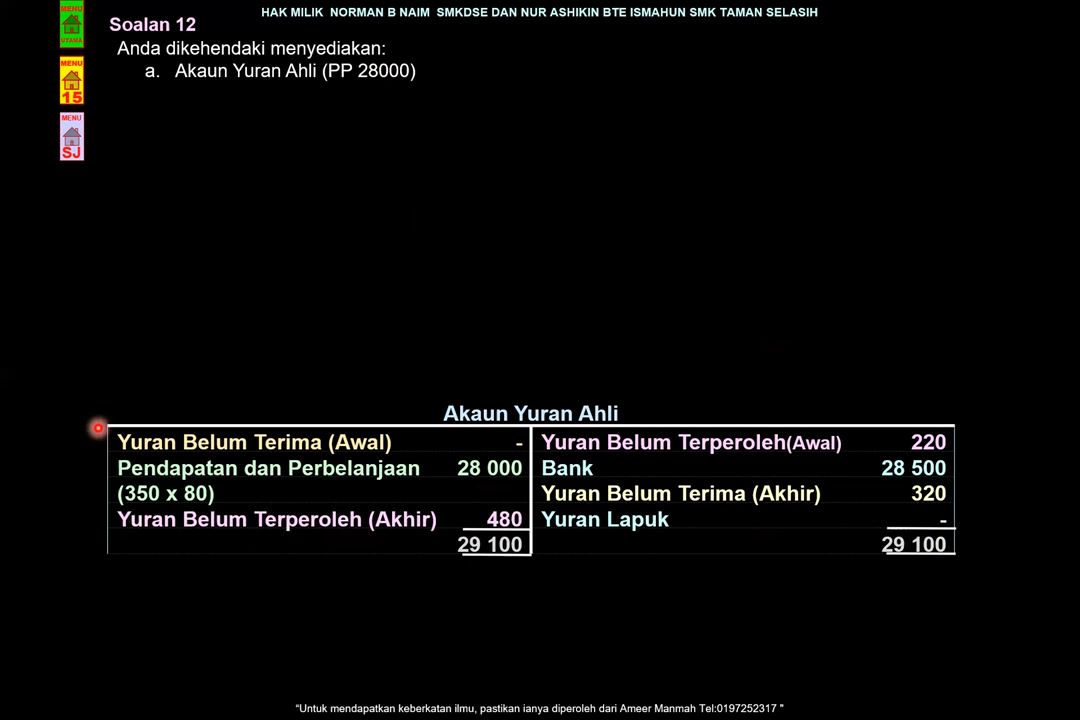 HAK MILIK NORMAN B NAIM SMKDSE DAN NUR ASHIKIN BTE ISMAHUN SMK TAMAN SELASIH
MENU
UTAMA
Soalan 12
Anda dikehendaki menyediakan:
MENU
15
a. Akaun Yuran Ahli (PP 28000)
MENU
SJ
Akaun Yuran Ahli
Yuran Belum Terima (Awal) - Yuran Belum Terperoleh(Awal) 220
Pendapatan dan Perbelanjaan 28 000 Bank 28 500
(350 x 80) Yuran Belum Terima (Akhir) 320
Yuran Belum Terperoleh (Akhir) 480 Yuran Lapuk -
29 100 29 100
“Untuk mendapatkan keberkatan ilmu, pastikan ianya diperoleh dari Ameer Manmah Tel:0197252317 ”